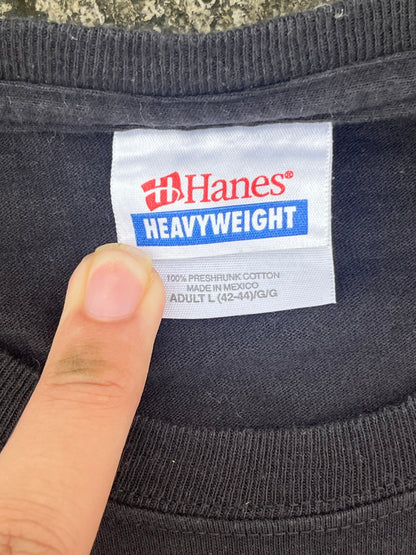 Hanes®
HEAVYWEIGHT
100% PRESHRUNK COTTON
MADE IN MEXICO
ADULT L (42-44)/G/G